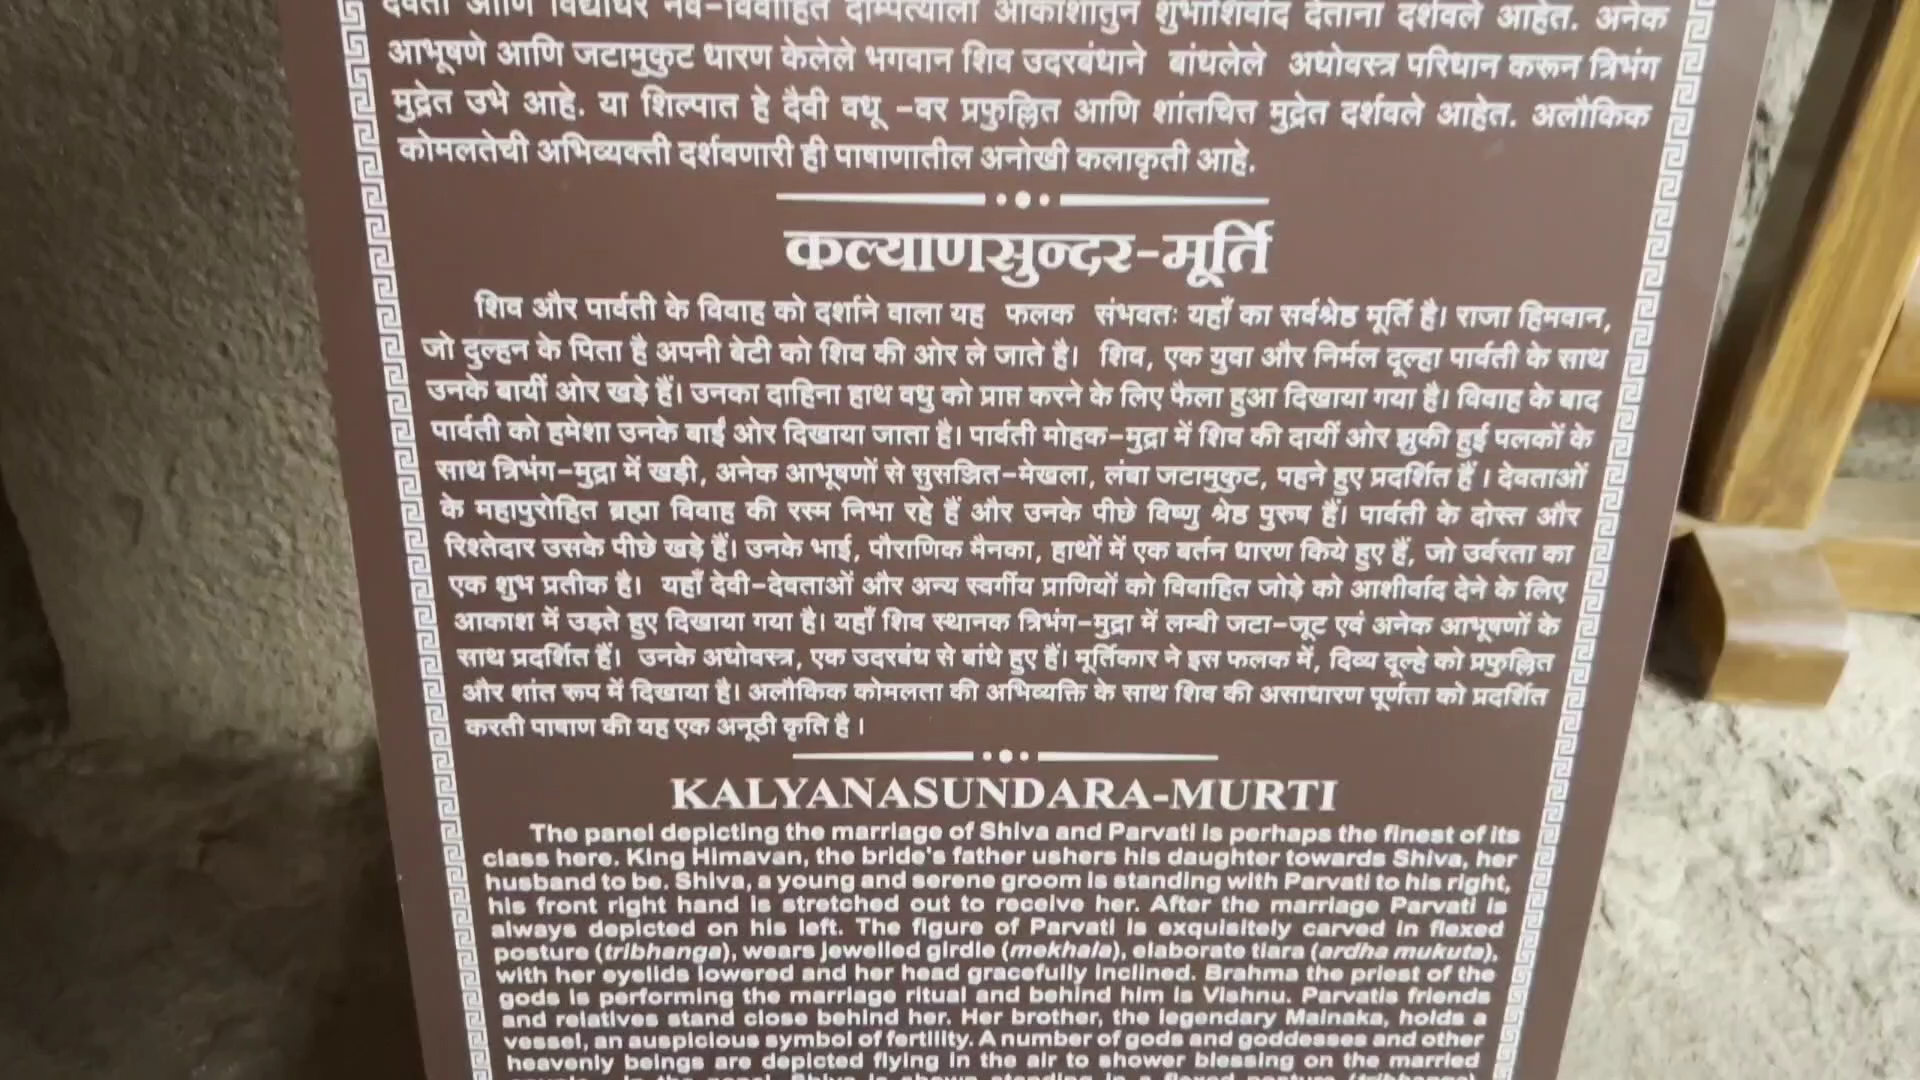 देवता आणि विद्याधर नव-विवाहित दाम्पत्याला आकाशातुन शुभाशिर्वाद देताना दर्शवले आहेत. अनेक
आभूषणे आणि जटामुकुट धारण केलेले भगवान शिव उदरबंधाने बांधलेले अधोवस्त्र परिधान करून त्रिभंग
मुद्रेत उभे आहे. या शिल्पात हे दैवी वधू -वर प्रफुल्लित आणि शांतचित्त मुद्रेत दर्शवले आहेत. अलौकिक
कोमलतेची अभिव्यक्ती दर्शवणारी ही पाषाणातील अनोखी कलाकृती आहे.
कल्याणसुन्दर-मूर्ति
शिव और पार्वती के विवाह को दर्शाने वाला यह फलक संभवतः यहाँ का सर्वश्रेष्ठ मूर्ति है। राजा हिमवान,
जो दुल्हन के पिता है अपनी बेटी को शिव की ओर ले जाते है। शिव, एक युवा और निर्मल दूल्हा पार्वती के साथ
उनके बायीं ओर खड़े हैं। उनका दाहिना हाथ वधु को प्राप्त करने के लिए फैला हुआ दिखाया गया है। विवाह के बाद
पार्वती को हमेशा उनके बाईं ओर दिखाया जाता है। पार्वती मोहक-मुद्रा में शिव की दायीं ओर झुकी हुई पलकों के
साथ त्रिभंग-मुद्रा में खड़ी, अनेक आभूषणों से सुसज्जित-मेखला, लंबा जटामुकुट, पहने हुए प्रदर्शित हैं । देवताओं
के महापुरोहित ब्रह्मा विवाह की रस्म निभा रहे हैं और उनके पीछे विष्णु श्रेष्ठ पुरुष हैं। पार्वती के दोस्त और
रिश्तेदार उसके पीछे खड़े हैं। उनके भाई, पौराणिक मैनका, हाथों में एक बर्तन धारण किये हुए हैं, जो उर्वरता का
एक शुभ प्रतीक है। यहाँ देवी-देवताओं और अन्य स्वर्गीय प्राणियों को विवाहित जोड़े को आशीर्वाद देने के लिए
आकाश में उड़ते हुए दिखाया गया है। यहाँ शिव स्थानक त्रिभंग-मुद्रा में लम्बी जटा-जूट एवं अनेक आभूषणों के
साथ प्रदर्शित हैं। उनके अधोवस्त्र, एक उदरबंध से बांधे हुए हैं। मूर्तिकार ने इस फलक में, दिव्य दूल्हे को प्रफुल्लित
और शांत रूप में दिखाया है। अलौकिक कोमलता की अभिव्यक्ति के साथ शिव की असाधारण पूर्णता को प्रदर्शित
करती पाषाण की यह एक अनूठी कृति है ।
KALYANASUNDARA-MURTI
The panel depicting the marriage of Shiva and Parvati is perhaps the finest of its
class here. King Himavan, the bride's father ushers his daughter towards Shiva, her
husband to be. Shiva, a young and serene groom is standing with Parvati to his right,
his front right hand is stretched out to receive her. After the marriage Parvati is
always depicted on his left. The figure of Parvati is exquisitely carved in flexed
posture (tribhanga), wears jewelled girdle (mekhala), elaborate tiara (ardha mukuta),
with her eyelids lowered and her head gracefully inclined. Brahma the priest of the
gods is performing the marriage ritual and behind him is Vishnu. Parvatis friends
and relatives stand close behind her. Her brother, the legendary Mainaka, holds a
vessel, an auspicious symbol of fertility. A number of gods and goddesses and other
heavenly beings are depicted flying in the air to shower blessing on the married